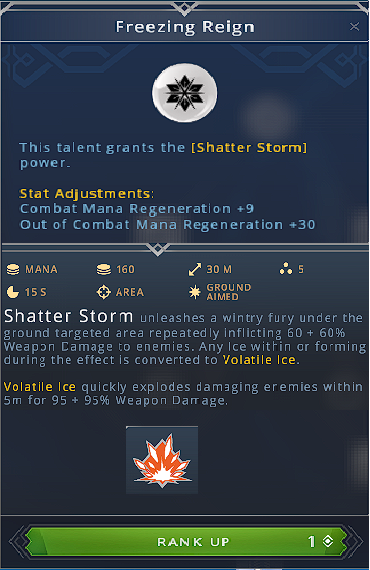 Freezing Reign
This talent grants the [Shatter Storm]
power.
Stat Adjustments:
Combat Mana Regeneration +9
Out of Combat Mana Regeneration +30
MANA 160 30 M 5
15 S AREA GROUND
AIMED
Shatter Storm unleashes a wintry fury under the
ground targeted area repeatedly inflicting 60 + 60%
Weapon Damage to enemies. Any Ice within or forming
during the effect is converted to Volatile Ice.
Volatile Ice quickly explodes damaging enemies within
5m for 95 + 95% Weapon Damage.
RANK UP 1